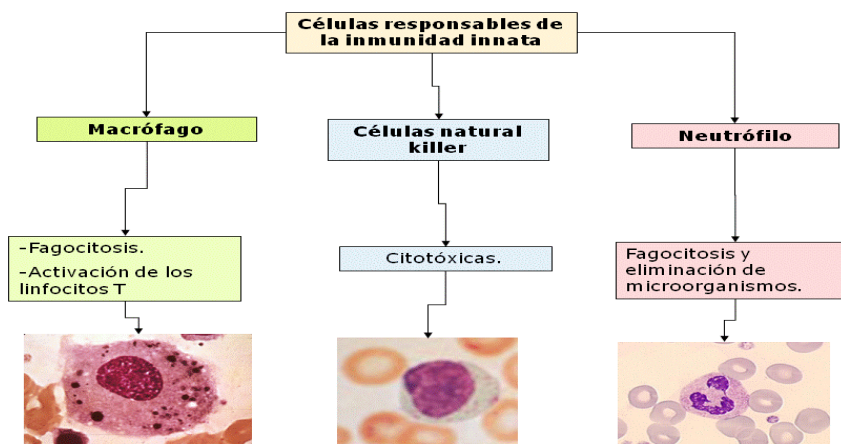 Células responsables de
la inmunidad innata
Macrófago
Células natural
killer
Neutrófilo
-Fagocitosis.
-Activación de los
linfocitos T
Citotóxicas.
Fagocitosis y
eliminación de
microorganismos.